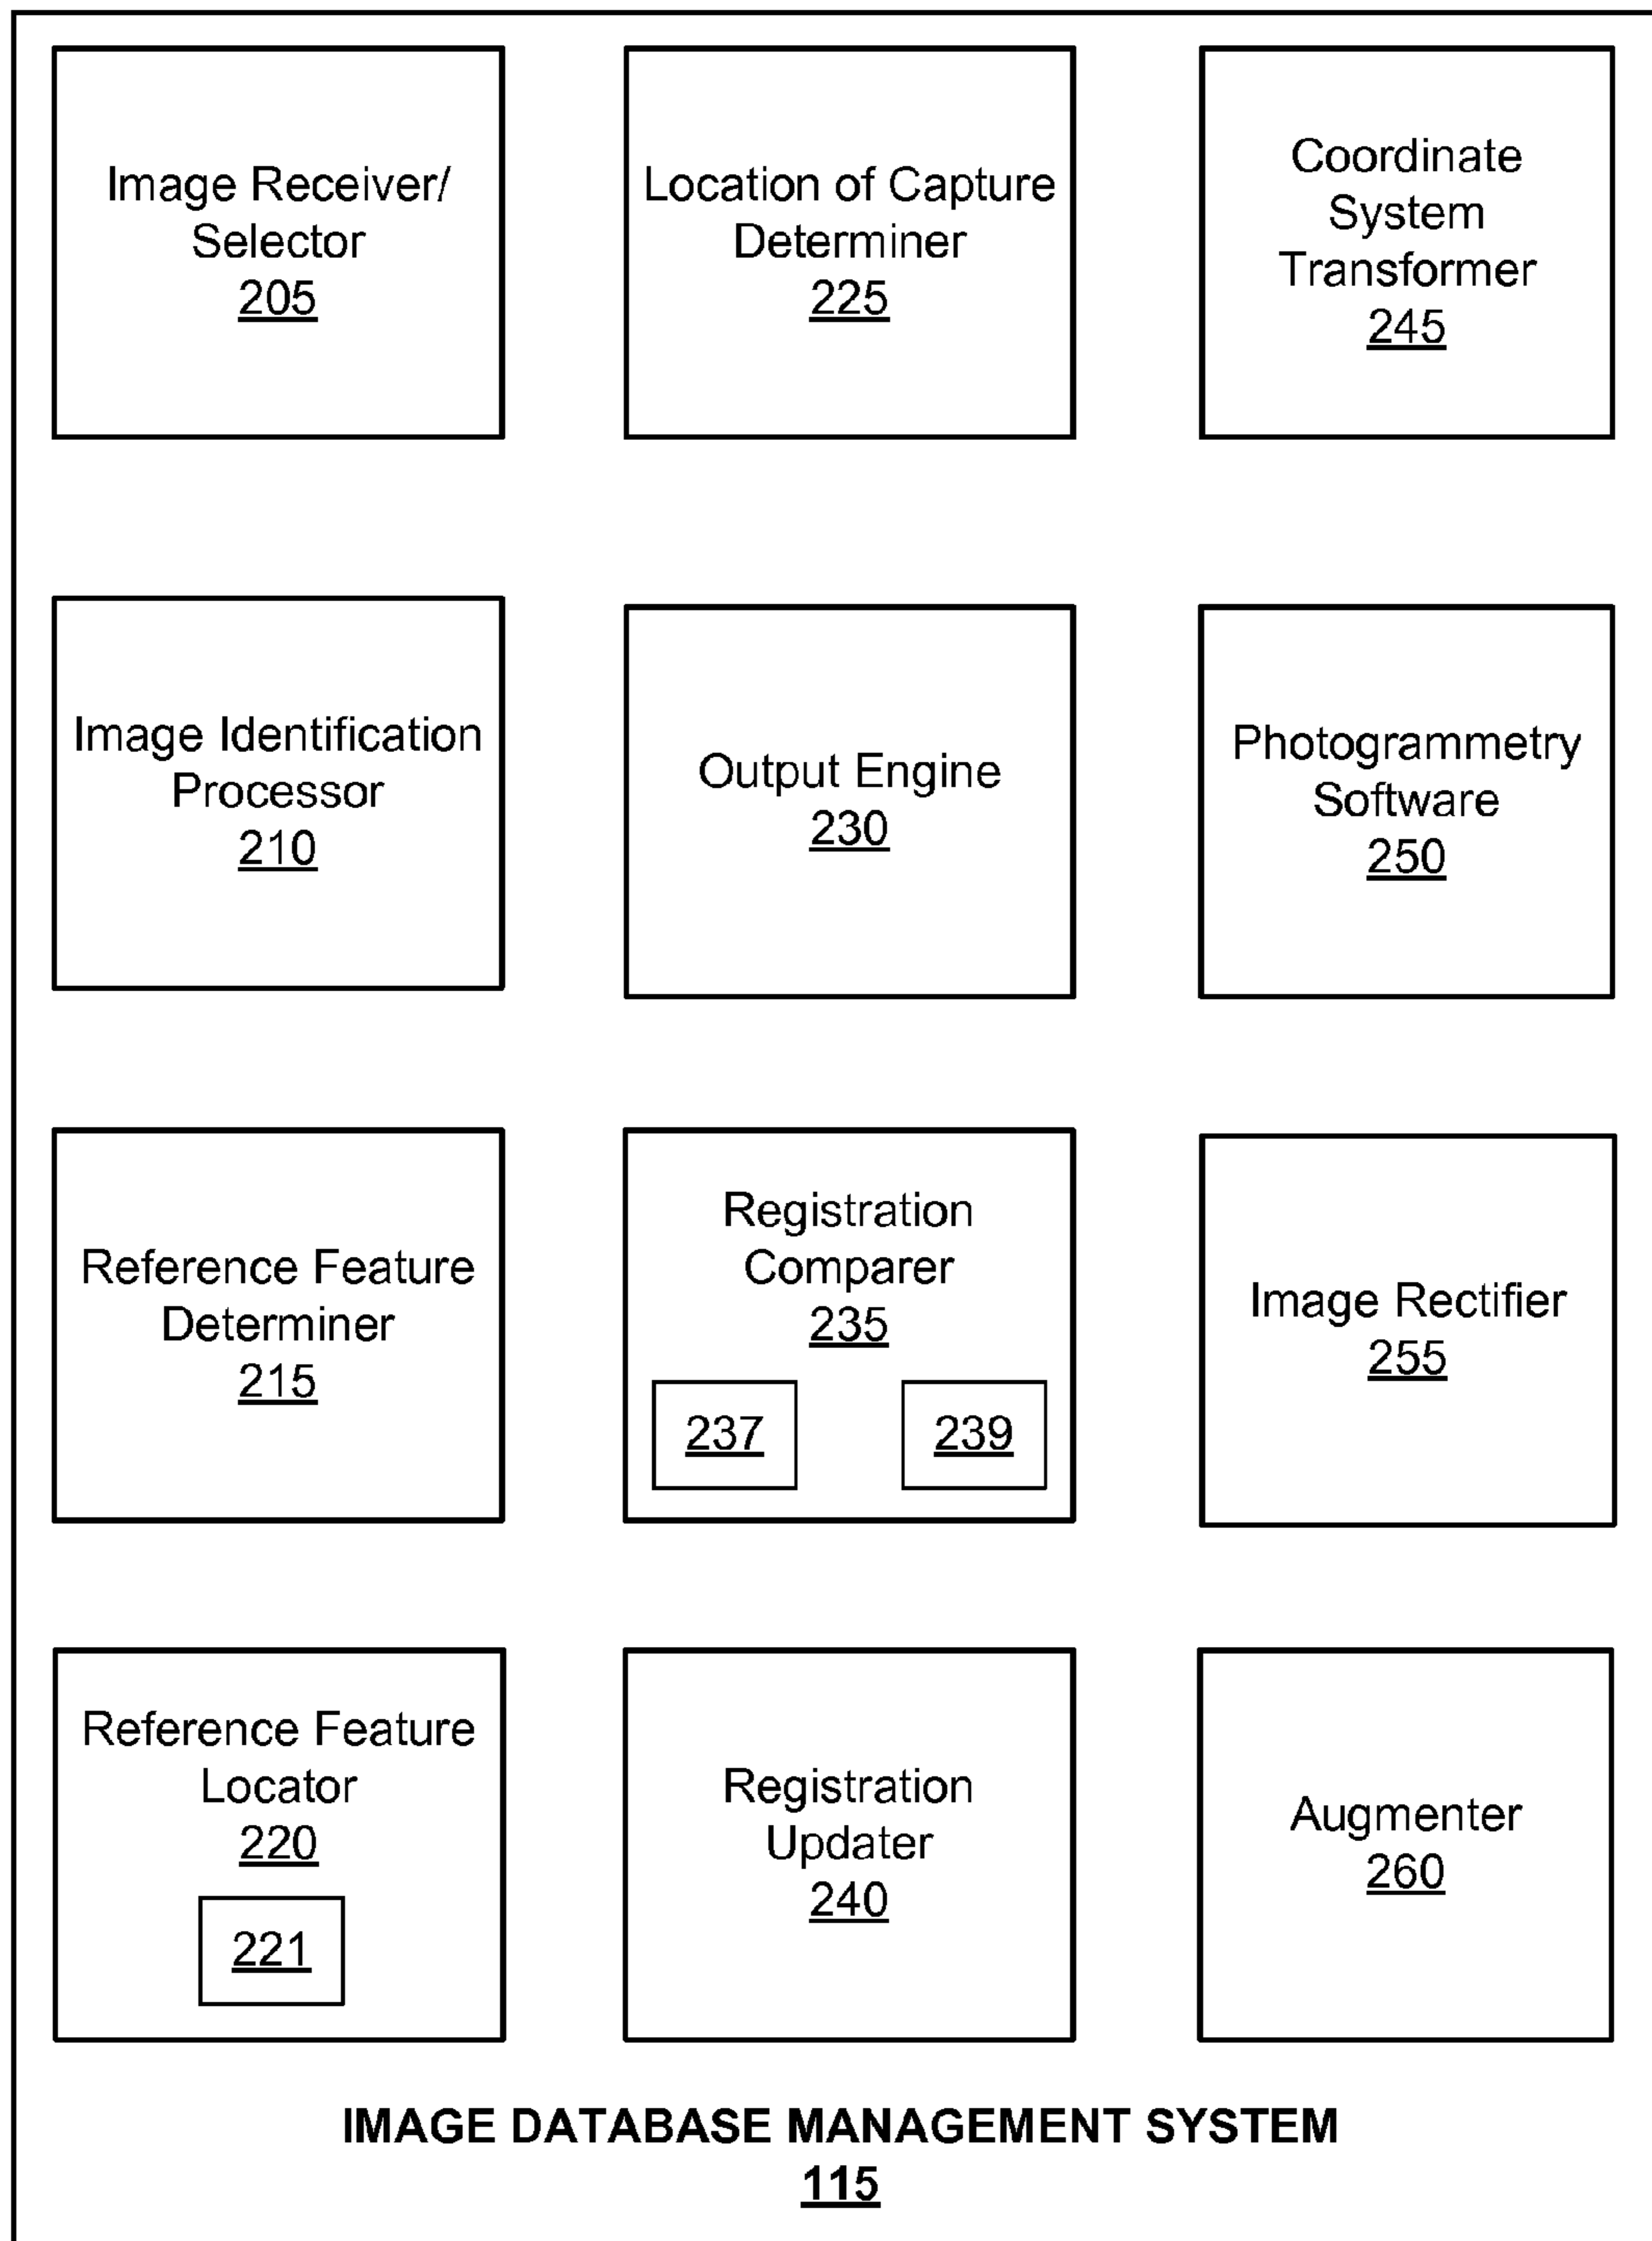 Image Receiver/
Selector
205
Location of Capture
Determiner
225
Coordinate
System
Transformer
245
Image Identification
Processor
210
Output Engine
230
Photogrammetry
Software
250
Reference Feature
Determiner
215
Registration
Comparer
235
237
239
Image Rectifier
255
Reference Feature
Locator
220
221
Registration
Updater
240
Augmenter
260
IMAGE DATABASE MANAGEMENT SYSTEM
115